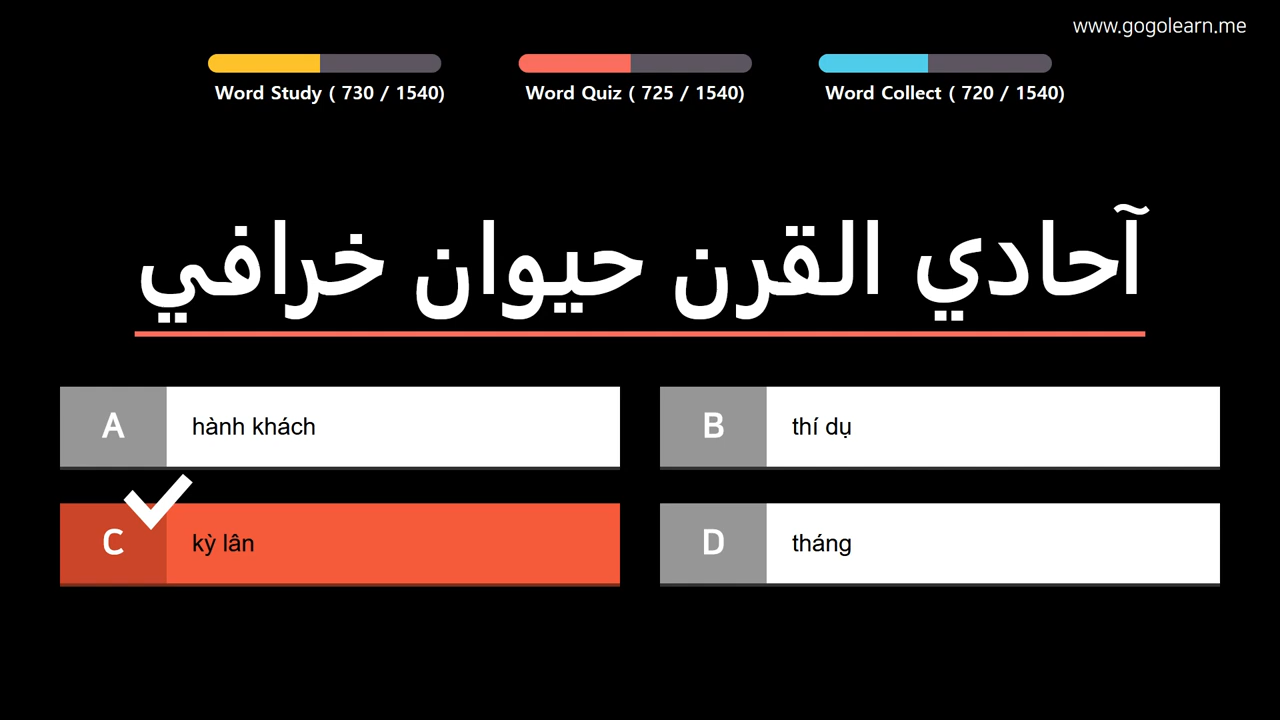 www.gogolearn.me
Word Study ( 730 / 1540)
Word Quiz ( 725 / 1540)
Word Collect ( 720 / 1540)
آحادي القرن حيوان خرافي
A
hành khách
B
thí dụ
C
kỳ lân
D
tháng